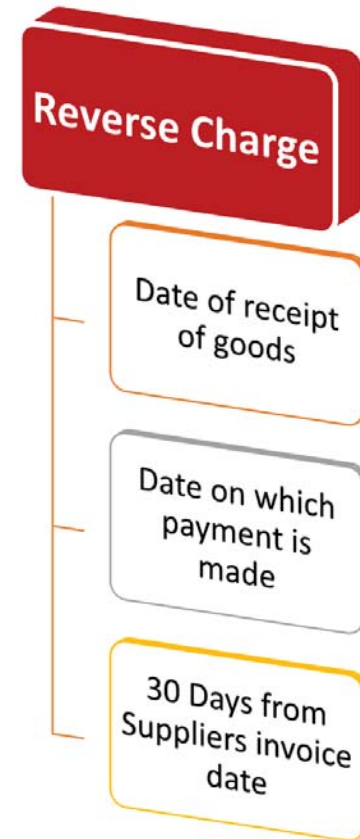 Reverse Charge
Date of receipt
of goods
Date on which
payment is
made
30 Days from
Suppliers invoice
date